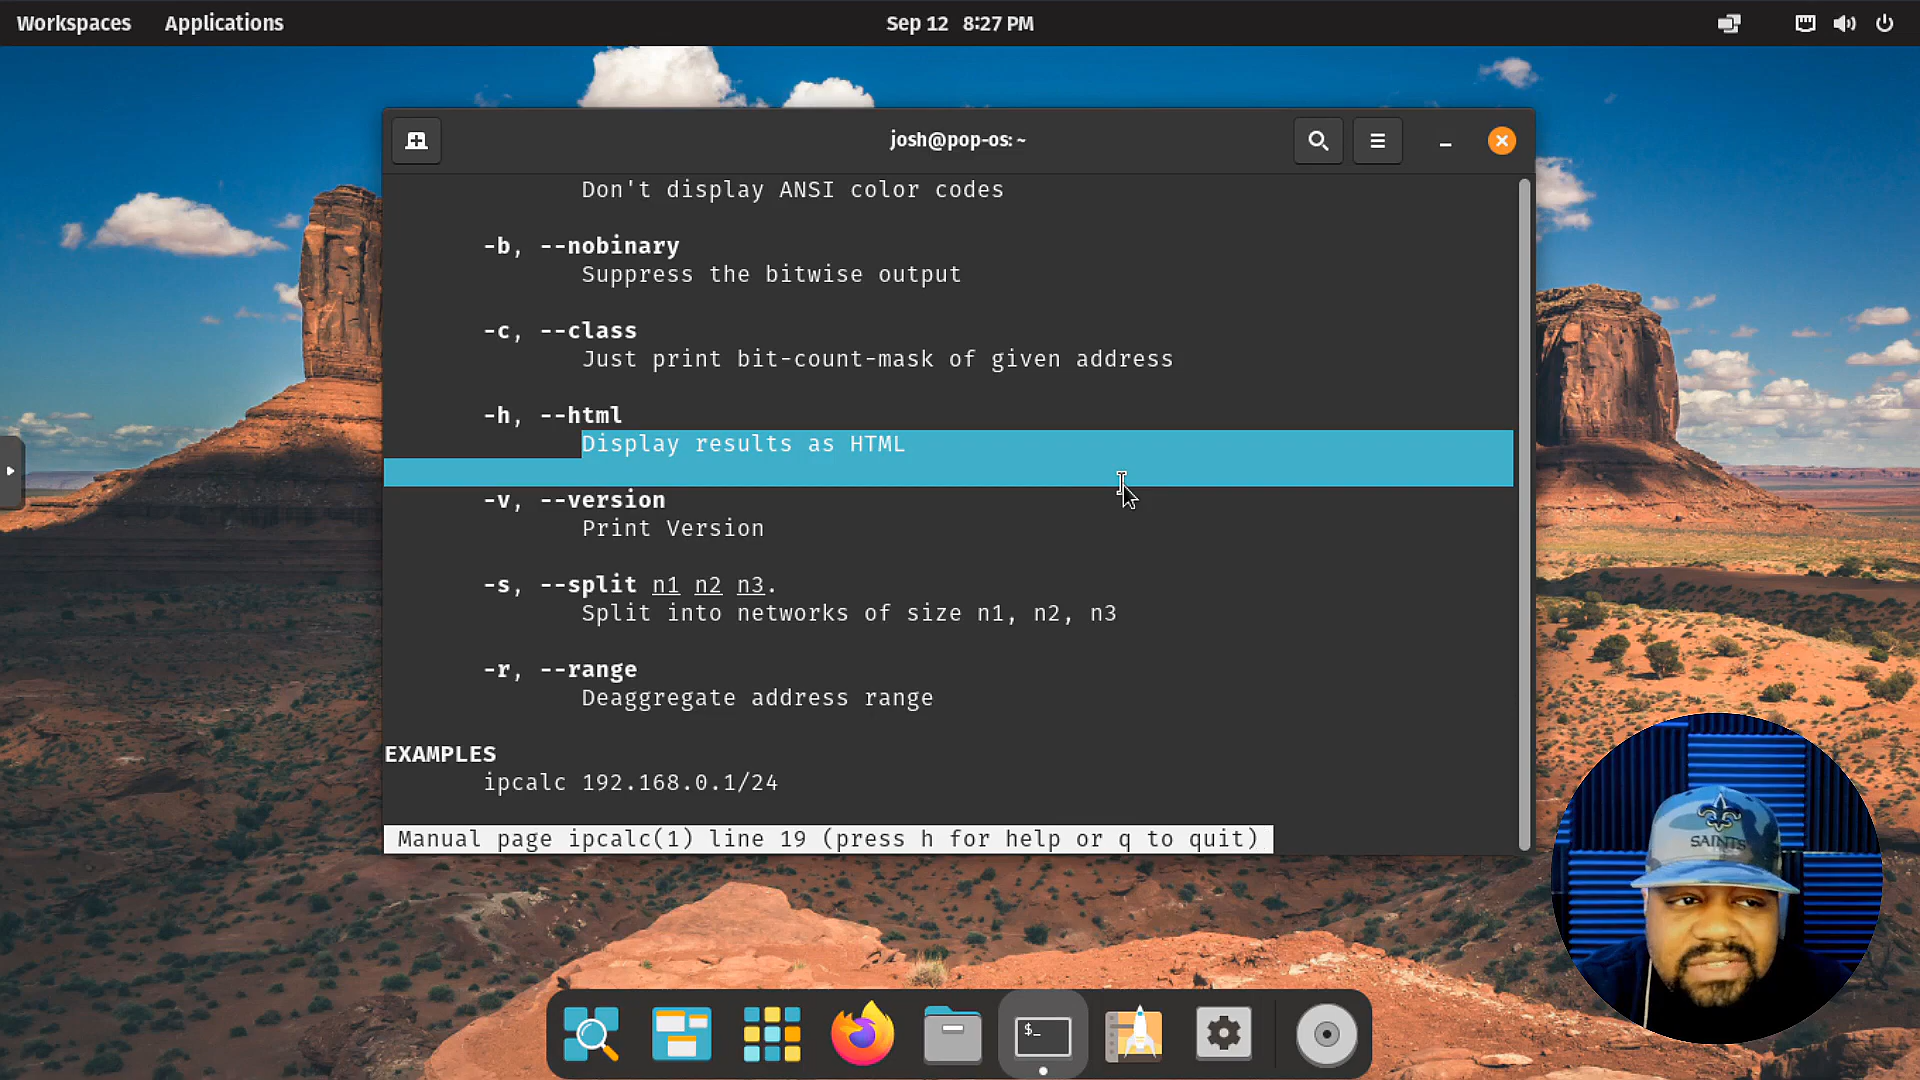 Workspaces Applications Sep 12 8:27 PM
josh@pop-os: ~
Don't display ANSI color codes
-b, --nobinary
Suppress the bitwise output
-c, --class
Just print bit-count-mask of given address
-h, --html
Display results as HTML
-v, --version
Print Version
-s, --split n1 n2 n3.
Split into networks of size n1, n2, n3
-r, --range
Deaggregate address range
EXAMPLES
ipcalc 192.168.0.1/24
Manual page ipcalc(1) line 19 (press h for help or q to quit)
SAINTS
$_